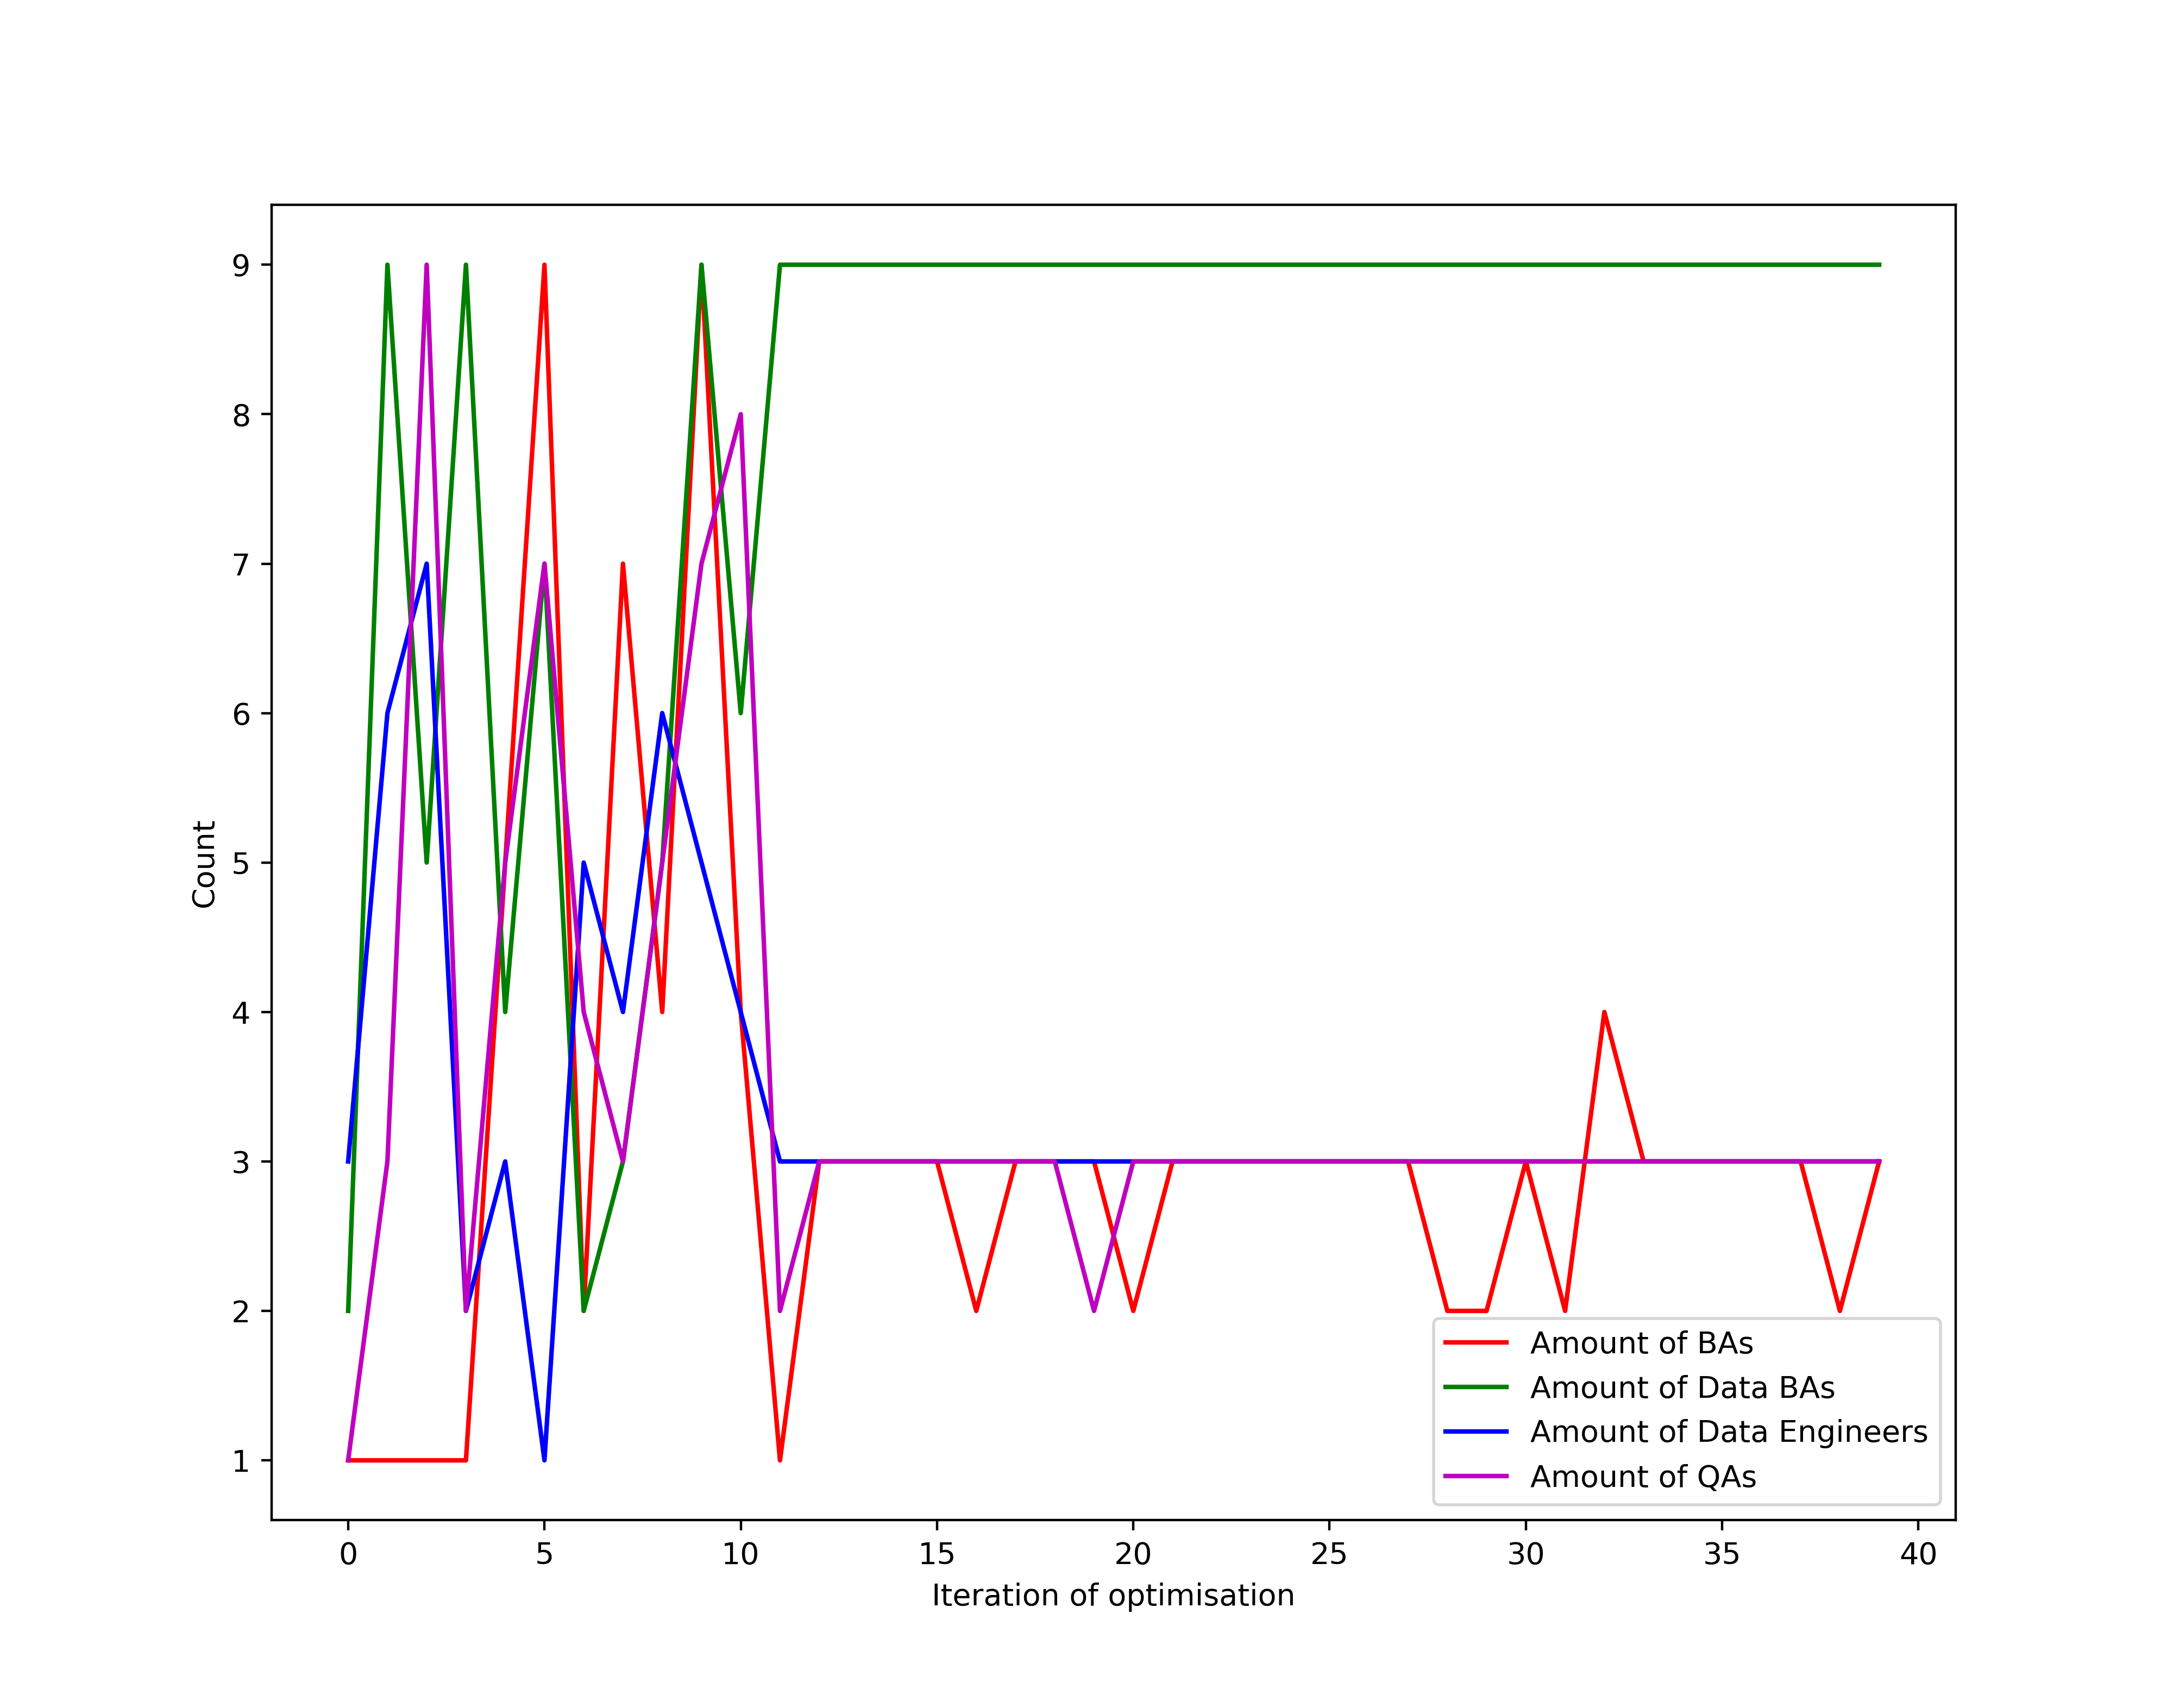 9
8
7
6
5
4
3
2
1
Count
0 5 10 15 20 25 30 35 40
Iteration of optimisation
Amount of BAs
Amount of Data BAs
Amount of Data Engineers
Amount of QAs